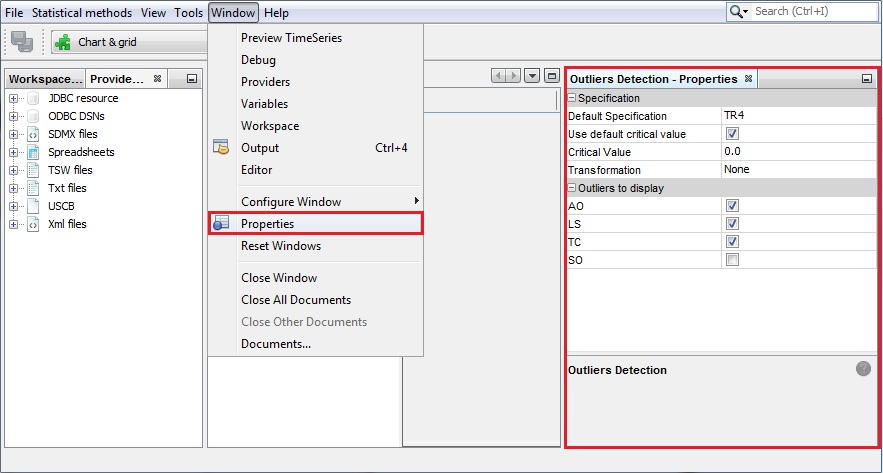 File Statistical methods View Tools Window Help
Search (Ctrl+I)
Chart & grid
Workspace... Provide...
JDBC resource
ODBC DSNs
SDMX files
Spreadsheets
TSW files
Txt files
USCB
Xml files
Preview TimeSeries
Debug
Providers
Variables
Workspace
Output Ctrl+4
Editor
Configure Window
Properties
Reset Windows
Close Window
Close All Documents
Close Other Documents
Documents...
Outliers Detection - Properties
Specification
Default Specification TR4
Use default critical value
Critical Value 0.0
Transformation None
Outliers to display
AO
LS
TC
SO
Outliers Detection
?